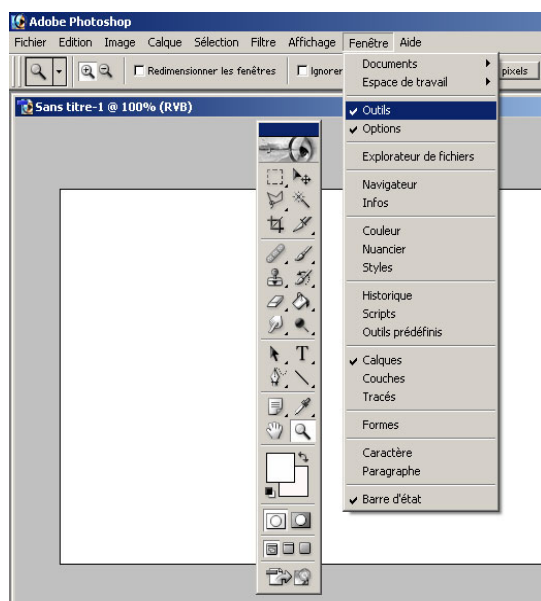 Adobe Photoshop
Fichier Edition Image Calque Sélection Filtre Affichage Fenêtre Aide
Redimensionner les fenêtres Ignorer pixels
Sans titre-1 @ 100% (RVB)
Documents
Espace de travail
Outils
Options
Explorateur de fichiers
Navigateur
Infos
Couleur
Nuancier
Styles
Historique
Scripts
Outils prédéfinis
Calques
Couches
Tracés
Formes
Caractère
Paragraphe
Barre d'état
T